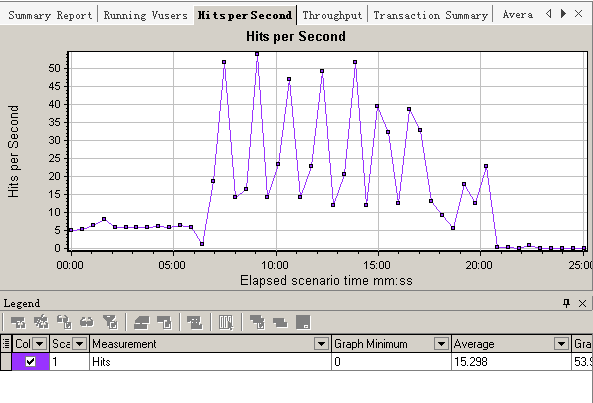 Summary Report Running Vusers Hits per Second Throughput Transaction Summary Avera
Hits per Second
Hits per Second
50
45
40
35
30
25
20
15
10
5
0
00:00 05:00 10:00 15:00 20:00 25:00
Elapsed scenario time mm:ss
Legend
Col Sca Measurement Graph Minimum Average Gra
1 Hits 0 15.298 53.9